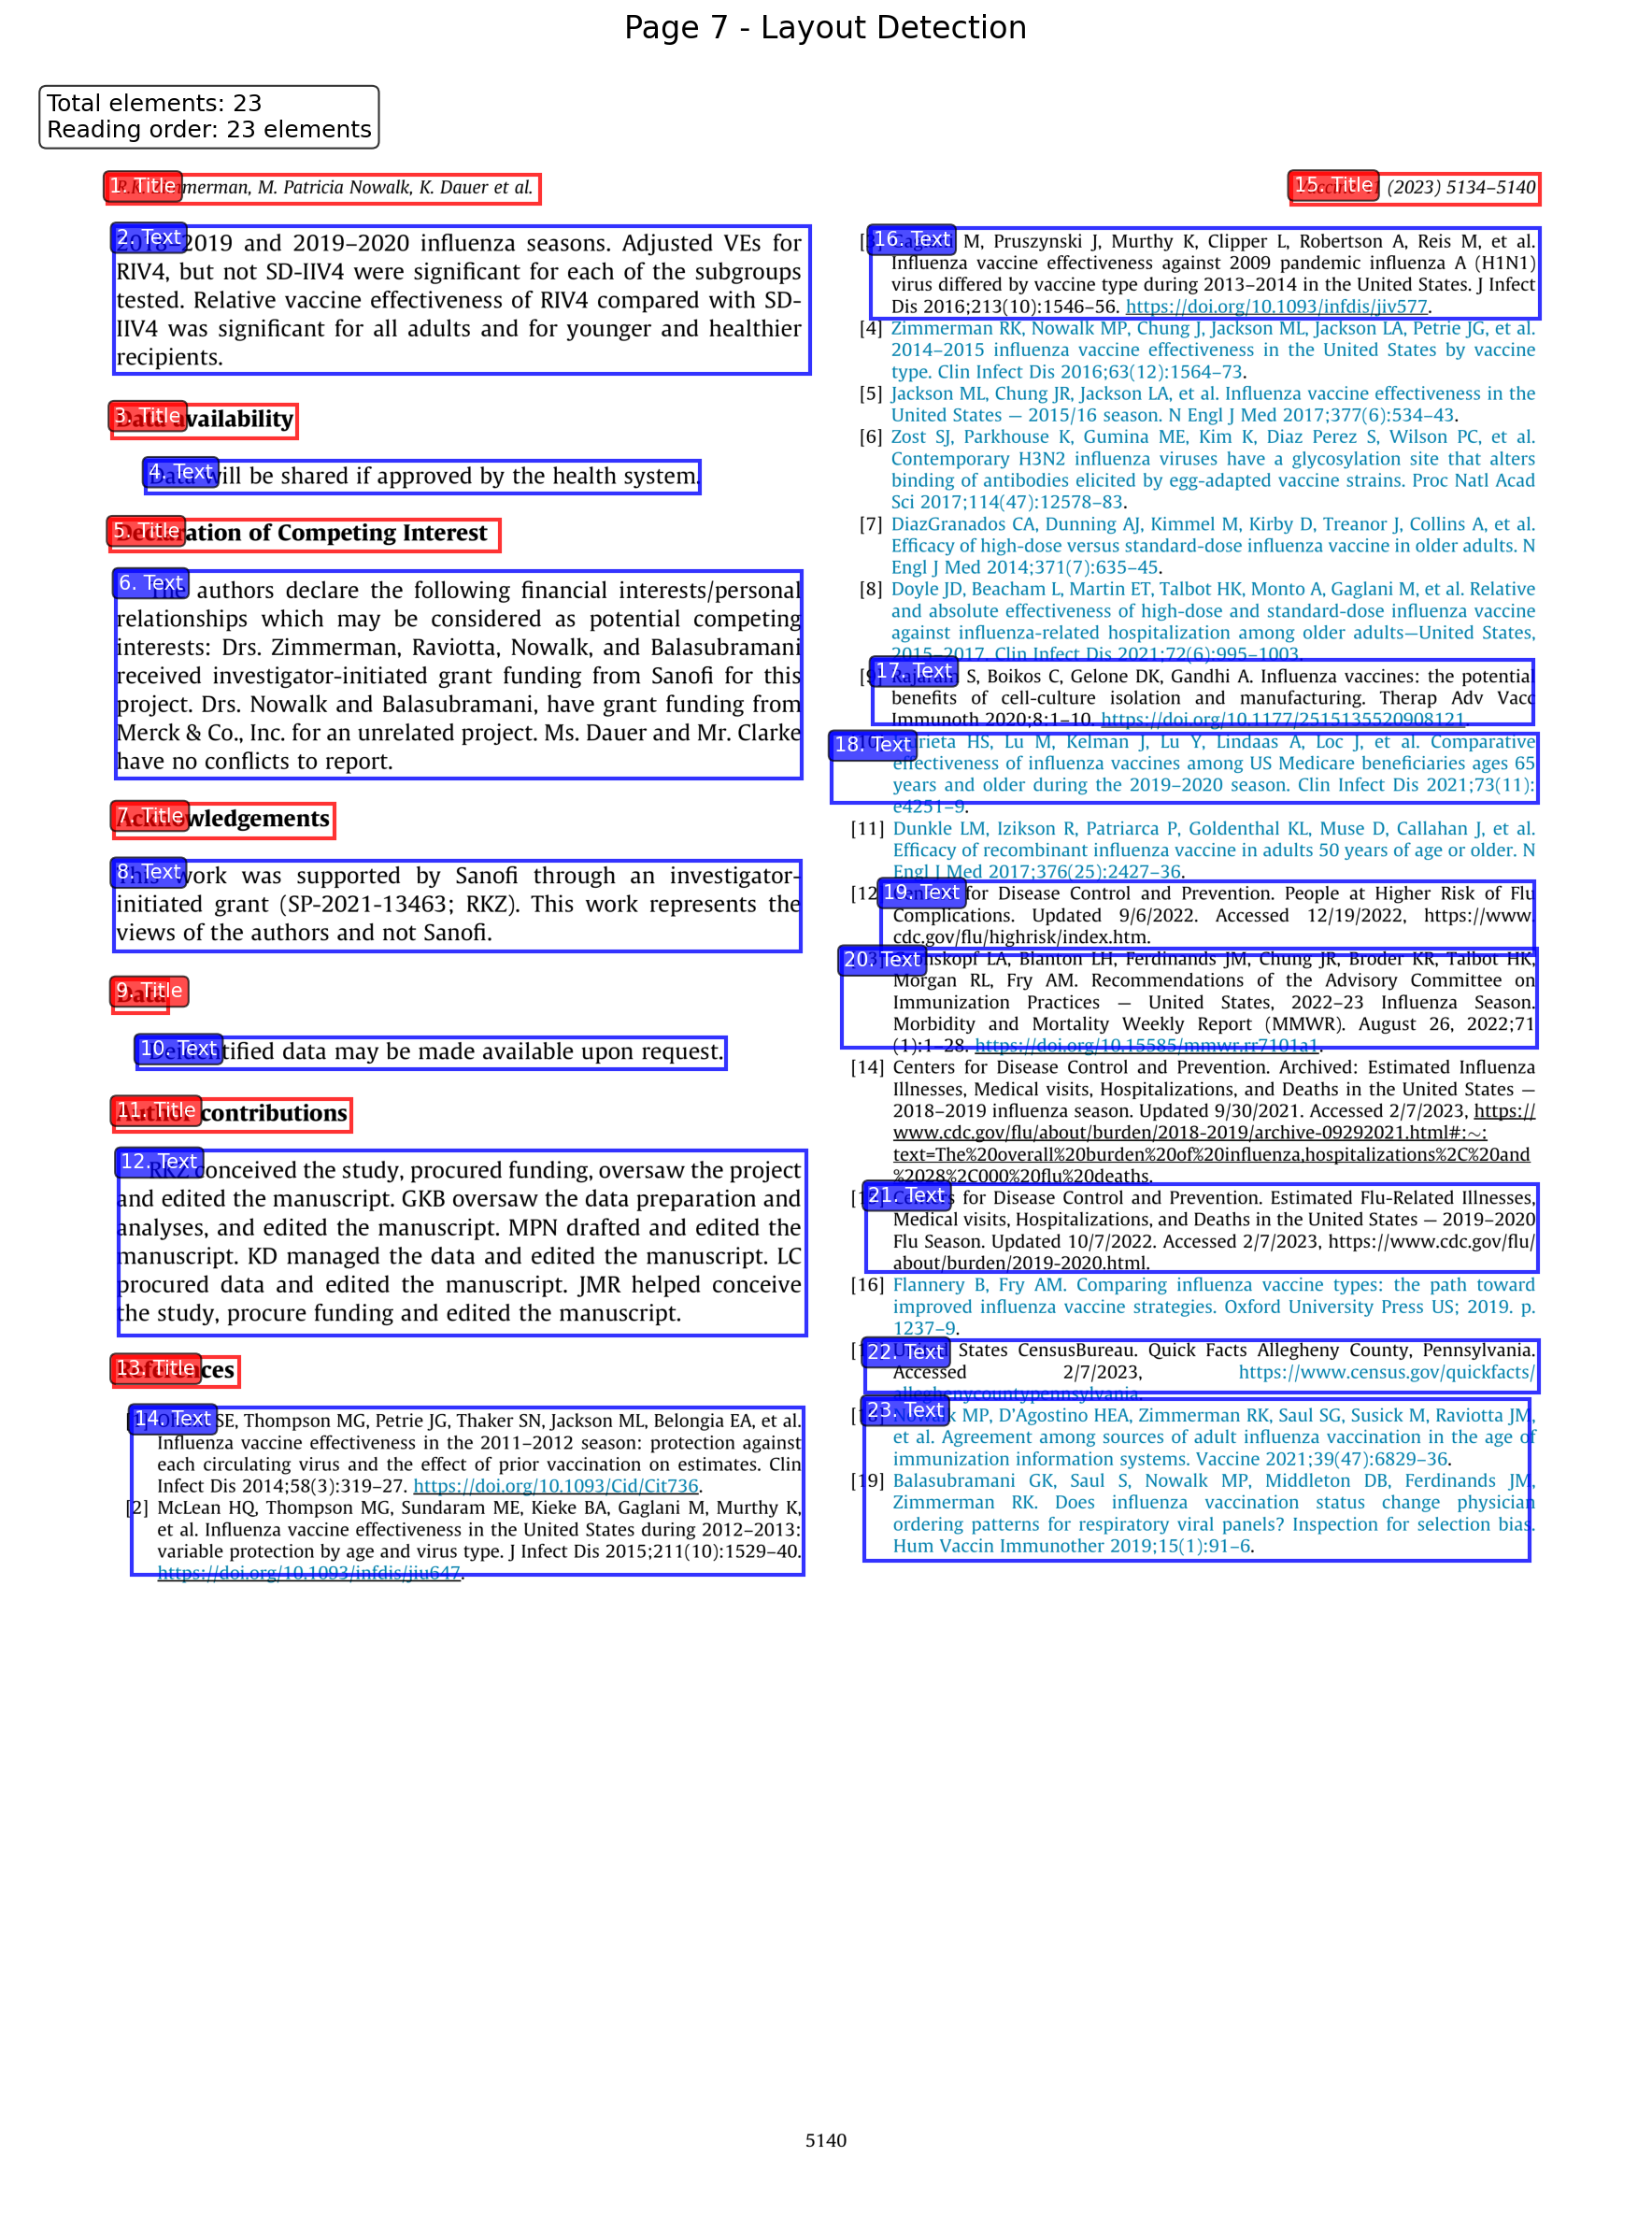 Page 7 - Layout Detection
Total elements: 23
Reading order: 23 elements
1. Title
merman, M. Patricia Nowalk, K. Dauer et al.
2. Text
2019 and 2019–2020 influenza seasons. Adjusted VEs for
RIV4, but not SD-IIV4 were significant for each of the subgroups
tested. Relative vaccine effectiveness of RIV4 compared with SD-
IIV4 was significant for all adults and for younger and healthier
recipients.
3. Title
Data availability
4. Text
Data will be shared if approved by the health system.
5. Title
Declaration of Competing Interest
6. Text
The authors declare the following financial interests/personal
relationships which may be considered as potential competing
interests: Drs. Zimmerman, Raviotta, Nowalk, and Balasubramani
received investigator-initiated grant funding from Sanofi for this
project. Drs. Nowalk and Balasubramani, have grant funding from
Merck & Co., Inc. for an unrelated project. Ms. Dauer and Mr. Clarke
have no conflicts to report.
7. Title
Acknowledgements
8. Text
This work was supported by Sanofi through an investigator-
initiated grant (SP-2021-13463; RKZ). This work represents the
views of the authors and not Sanofi.
9. Title
Data
10. Text
Deidentified data may be made available upon request.
11. Title
Author contributions
12. Text
RKZ conceived the study, procured funding, oversaw the project
and edited the manuscript. GKB oversaw the data preparation and
analyses, and edited the manuscript. MPN drafted and edited the
manuscript. KD managed the data and edited the manuscript. LC
procured data and edited the manuscript. JMR helped conceive
the study, procure funding and edited the manuscript.
13. Title
References
14. Text
SE, Thompson MG, Petrie JG, Thaker SN, Jackson ML, Belongia EA, et al.
Influenza vaccine effectiveness in the 2011–2012 season: protection against
each circulating virus and the effect of prior vaccination on estimates. Clin
Infect Dis 2014;58(3):319–27. https://doi.org/10.1093/Cid/Cit736.
[2] McLean HQ, Thompson MG, Sundaram ME, Kieke BA, Gaglani M, Murthy K,
et al. Influenza vaccine effectiveness in the United States during 2012–2013:
variable protection by age and virus type. J Infect Dis 2015;211(10):1529–40.
https://doi.org/10.1093/infdis/jiu647.
15. Title
(2023) 5134–5140
16. Text
M, Pruszynski J, Murthy K, Clipper L, Robertson A, Reis M, et al.
Influenza vaccine effectiveness against 2009 pandemic influenza A (H1N1)
virus differed by vaccine type during 2013–2014 in the United States. J Infect
Dis 2016;213(10):1546–56. https://doi.org/10.1093/infdis/jiv577.
[4] Zimmerman RK, Nowalk MP, Chung J, Jackson ML, Jackson LA, Petrie JG, et al.
2014–2015 influenza vaccine effectiveness in the United States by vaccine
type. Clin Infect Dis 2016;63(12):1564–73.
[5] Jackson ML, Chung JR, Jackson LA, et al. Influenza vaccine effectiveness in the
United States — 2015/16 season. N Engl J Med 2017;377(6):534–43.
[6] Zost SJ, Parkhouse K, Gumina ME, Kim K, Diaz Perez S, Wilson PC, et al.
Contemporary H3N2 influenza viruses have a glycosylation site that alters
binding of antibodies elicited by egg-adapted vaccine strains. Proc Natl Acad
Sci 2017;114(47):12578–83.
[7] DiazGranados CA, Dunning AJ, Kimmel M, Kirby D, Treanor J, Collins A, et al.
Efficacy of high-dose versus standard-dose influenza vaccine in older adults. N
Engl J Med 2014;371(7):635–45.
[8] Doyle JD, Beacham L, Martin ET, Talbot HK, Monto A, Gaglani M, et al. Relative
and absolute effectiveness of high-dose and standard-dose influenza vaccine
against influenza-related hospitalization among older adults—United States,
2015–2017. Clin Infect Dis 2021;72(6):995–1003.
17. Text
S, Boikos C, Gelone DK, Gandhi A. Influenza vaccines: the potential
benefits of cell-culture isolation and manufacturing. Therap Adv Vacc
Immunoth 2020;8:1–10. https://doi.org/10.1177/2515135520908121.
18. Text
HS, Lu M, Kelman J, Lu Y, Lindaas A, Loc J, et al. Comparative
effectiveness of influenza vaccines among US Medicare beneficiaries ages 65
years and older during the 2019–2020 season. Clin Infect Dis 2021;73(11):
e4251–9.
[11] Dunkle LM, Izikson R, Patriarca P, Goldenthal KL, Muse D, Callahan J, et al.
Efficacy of recombinant influenza vaccine in adults 50 years of age or older. N
Engl J Med 2017;376(25):2427–36.
19. Text
for Disease Control and Prevention. People at Higher Risk of Flu
Complications. Updated 9/6/2022. Accessed 12/19/2022, https://www.
cdc.gov/flu/highrisk/index.htm.
20. Text
LA, Blanton LH, Ferdinands JM, Chung JR, Broder KR, Talbot HK,
Morgan RL, Fry AM. Recommendations of the Advisory Committee on
Immunization Practices — United States, 2022–23 Influenza Season.
Morbidity and Mortality Weekly Report (MMWR). August 26, 2022;71
(1):1–28. https://doi.org/10.15585/mmwr.rr7101a1.
[14] Centers for Disease Control and Prevention. Archived: Estimated Influenza
Illnesses, Medical visits, Hospitalizations, and Deaths in the United States —
2018–2019 influenza season. Updated 9/30/2021. Accessed 2/7/2023, https://
www.cdc.gov/flu/about/burden/2018-2019/archive-09292021.html#:~:
text=The%20overall%20burden%20of%20influenza,hospitalizations%2C%20and
%2028%2C000%20flu%20deaths.
21. Text
Centers for Disease Control and Prevention. Estimated Flu-Related Illnesses,
Medical visits, Hospitalizations, and Deaths in the United States — 2019–2020
Flu Season. Updated 10/7/2022. Accessed 2/7/2023, https://www.cdc.gov/flu/
about/burden/2019-2020.html.
[16] Flannery B, Fry AM. Comparing influenza vaccine types: the path toward
improved influenza vaccine strategies. Oxford University Press US; 2019. p.
1237–9.
22. Text
United States CensusBureau. Quick Facts Allegheny County, Pennsylvania.
Accessed 2/7/2023, https://www.census.gov/quickfacts/
alleghenycountypennsylvania.
23. Text
Nowalk MP, D'Agostino HEA, Zimmerman RK, Saul SG, Susick M, Raviotta JM,
et al. Agreement among sources of adult influenza vaccination in the age of
immunization information systems. Vaccine 2021;39(47):6829–36.
[19] Balasubramani GK, Saul S, Nowalk MP, Middleton DB, Ferdinands JM,
Zimmerman RK. Does influenza vaccination status change physician
ordering patterns for respiratory viral panels? Inspection for selection bias.
Hum Vaccin Immunother 2019;15(1):91–6.
5140